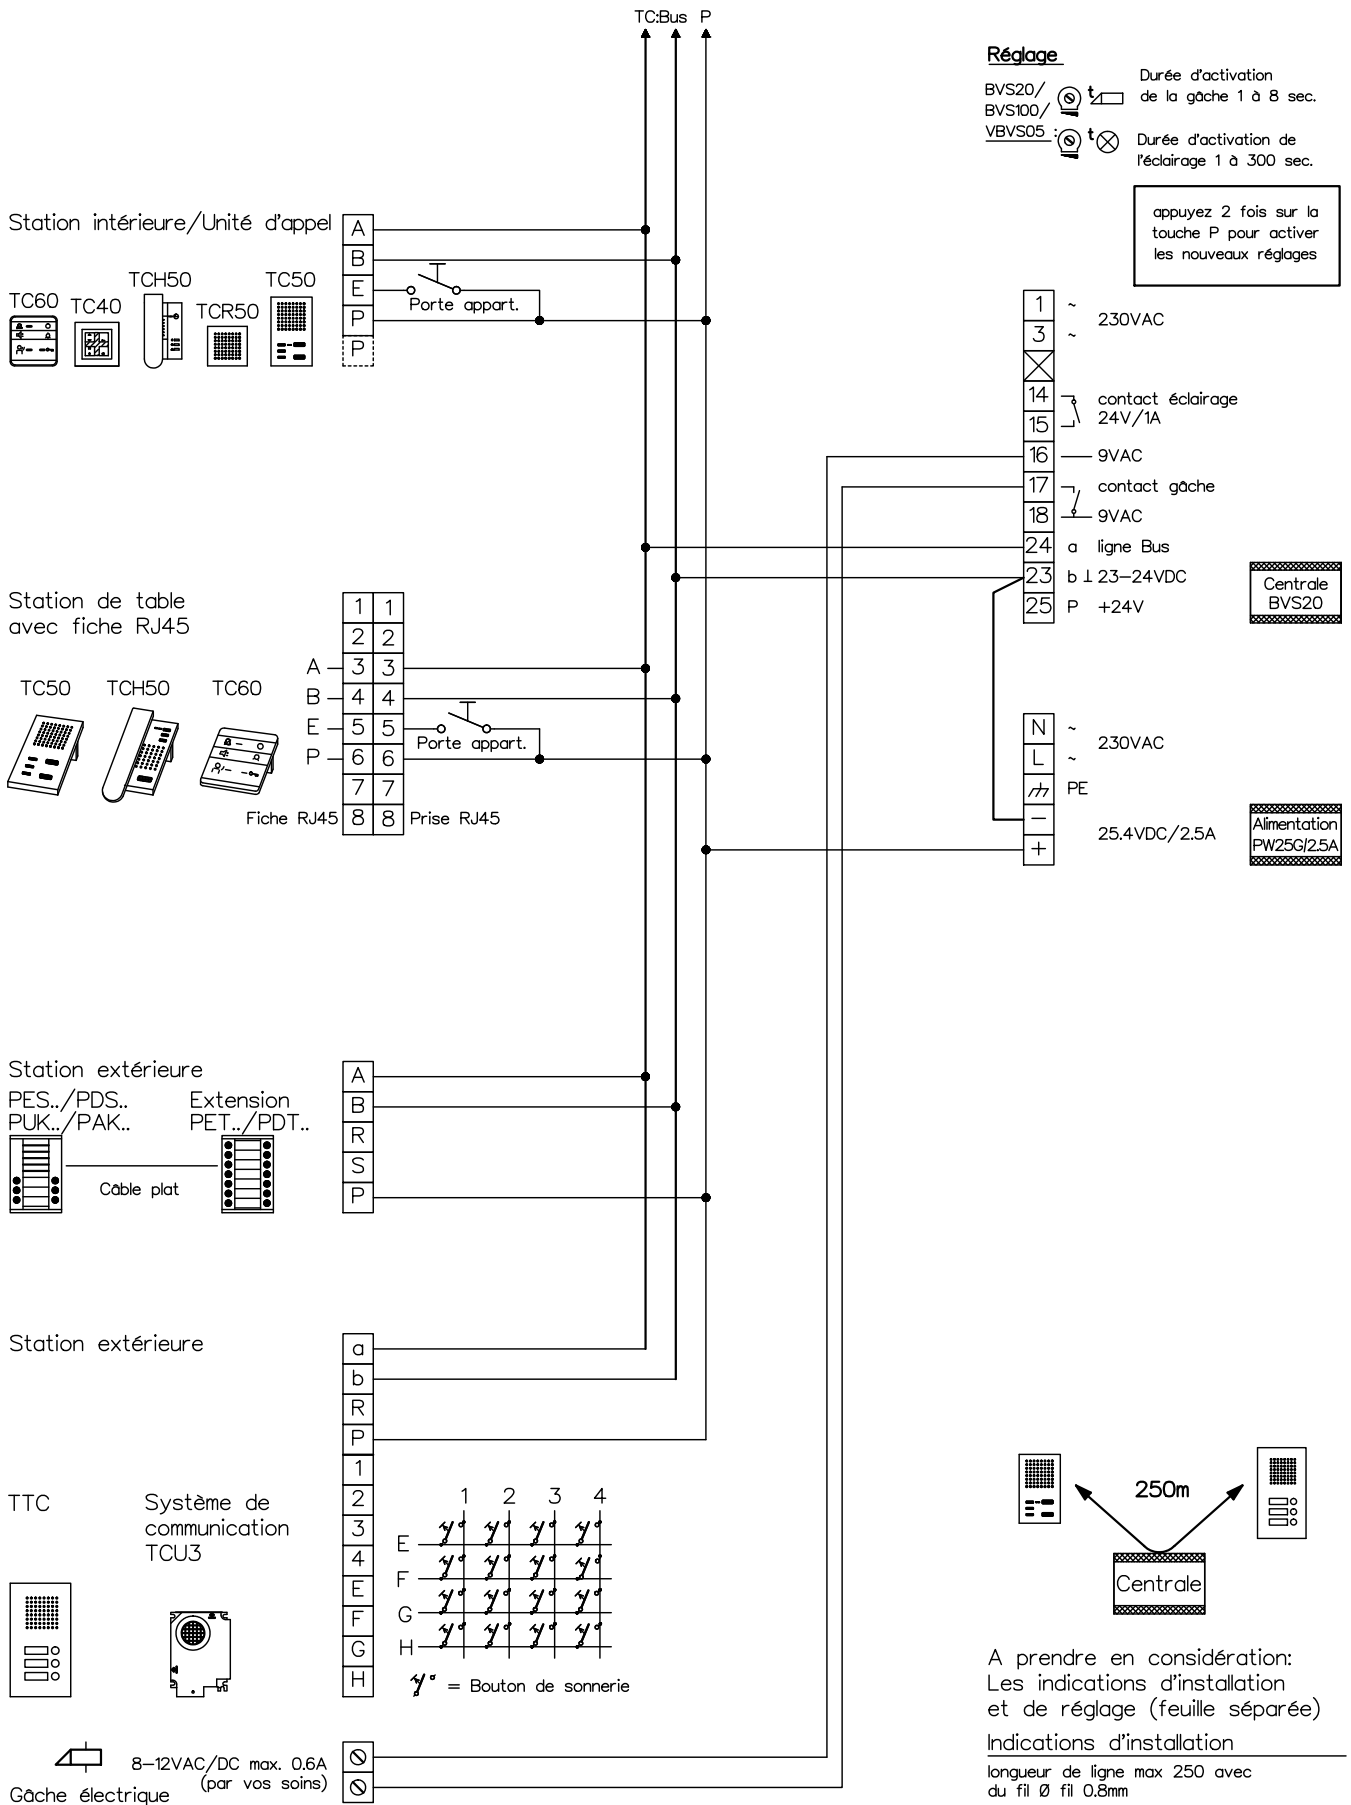 TC:Bus P
Réglage
BVS20/
BVS100/
VBVS05 :
t
Durée d'activation
de la gâche 1 à 8 sec.
t
Durée d'activation de
l'éclairage 1 à 300 sec.
appuyez 2 fois sur la
touche P pour activer
les nouveaux réglages
Station intérieure/Unité d'appel
TC60
TC40
TCH50
TCR50
TC50
A
B
E
P
P
Porte appart.
1 ~
230VAC
3 ~
14
contact éclairage
24V/1A
15
16 9VAC
17 contact gâche
18 9VAC
24 a ligne Bus
23 b ⊥ 23-24VDC
25 P +24V
Centrale
BVS20
Station de table
avec fiche RJ45
TC50
TCH50
TC60
1 1
2 2
A 3 3
B 4 4
E 5 5
P 6 6
7 7
Fiche RJ45 8 8 Prise RJ45
Porte appart.
N ~
230VAC
L ~
PE
-
25.4VDC/2.5A
+
Alimentation
PW25G/2.5A
Station extérieure
PES../PDS..
PUK../PAK..
Extension
PET../PDT..
Câble plat
A
B
R
S
P
Station extérieure
a
b
R
P
1
2
3
4
E
F
G
H
TTC
Système de
communication
TCU3
1 2 3 4
E
F
G
H
= Bouton de sonnerie
250m
Centrale
A prendre en considération:
Les indications d'installation
et de réglage (feuille séparée)
Indications d'installation
longueur de ligne max 250 avec
du fil Ø fil 0.8mm
8-12VAC/DC max. 0.6A
(par vos soins)
Gâche électrique